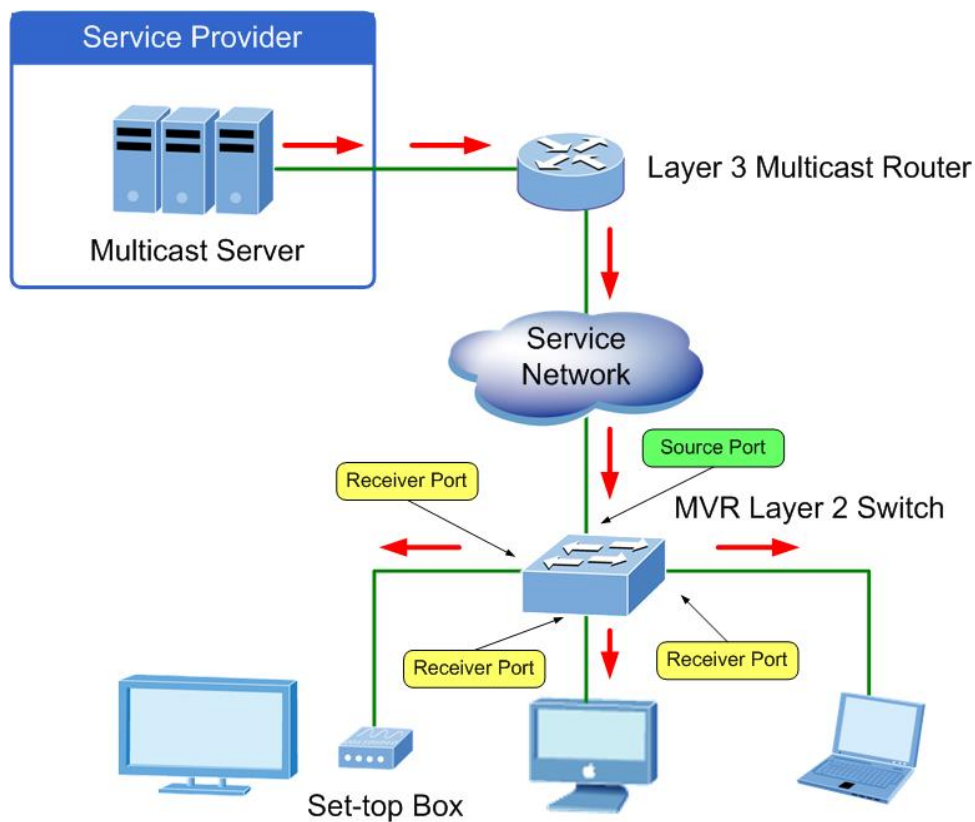 Service Provider
Multicast Server
Layer 3 Multicast Router
Service
Network
Source Port
Receiver Port
MVR Layer 2 Switch
Receiver Port
Receiver Port
Set-top Box